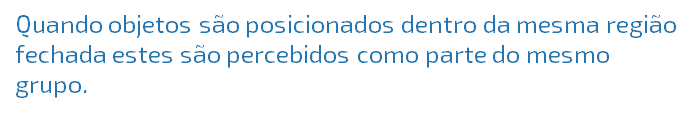 Quando objetos são posicionados dentro da mesma região
fechada estes são percebidos como parte do mesmo
grupo.